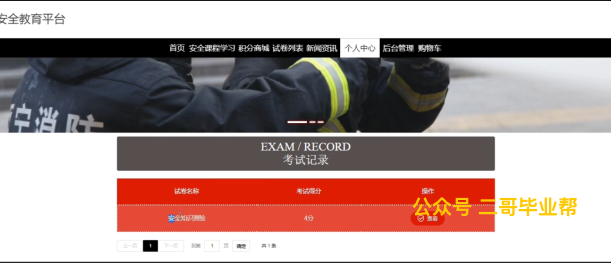 安全教育平台
首页 安全课程学习 积分商城 试卷列表 新闻资讯 个人中心 后台管理 购物车
消防
EXAM / RECORD
考试记录
试卷名称 考试得分 操作
安全知识测验 4分 查看
公众号 二哥毕业帮
上一页 1 下一页 到第 1 页 确定 共 1 条